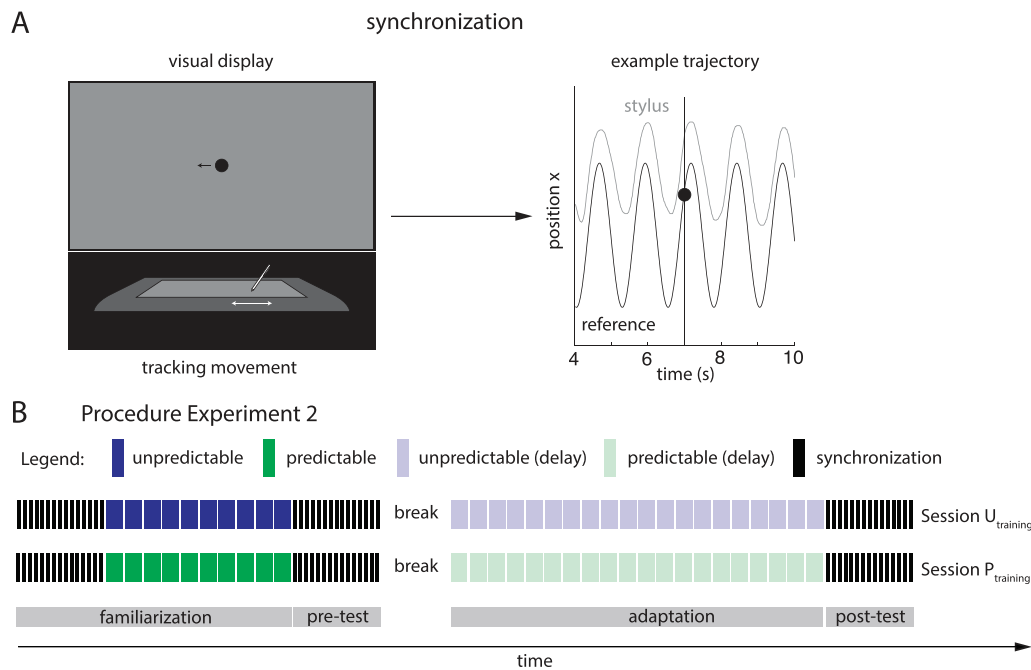 A
synchronization
visual display
example trajectory
stylus
position x
reference
4 6 8 10
time (s)
tracking movement
B Procedure Experiment 2
Legend: unpredictable predictable unpredictable (delay) predictable (delay) synchronization
break Session U training
break Session P training
familiarization pre-test adaptation post-test
time